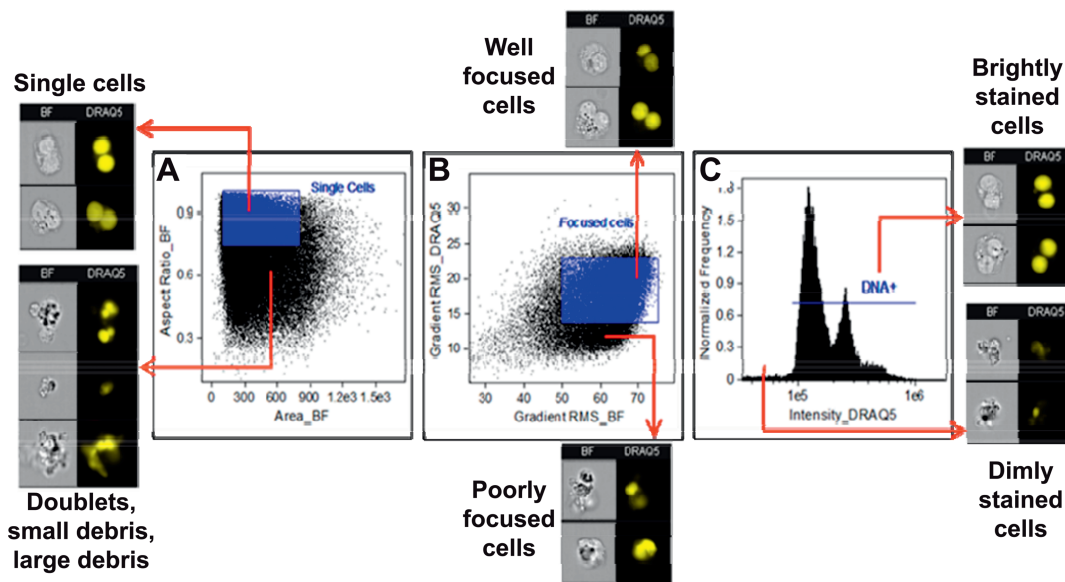 Single cells
BF DRAQ5
Doublets,
small debris,
large debris
BF DRAQ5
A
Single Cells
Aspect Ratio_BF
0.9
0.6
0.3
0 300 600 900 1.2e3 1.5e3
Area_BF
Well
focused
cells
BF DRAQ5
B
Focused cells
Gradient RMS_DRAQ5
30
25
20
15
10
30 40 50 60 70
Gradient RMS_BF
Poorly
focused
cells
BF DRAQ5
C
Normalized Frequency
1.8
1.5
1.2
0.9
0.6
0.3
0
DNA+
1e5 1e6
Intensity_DRAQ5
Brightly
stained
cells
BF DRAQ5
BF DRAQ5
Dimly
stained
cells